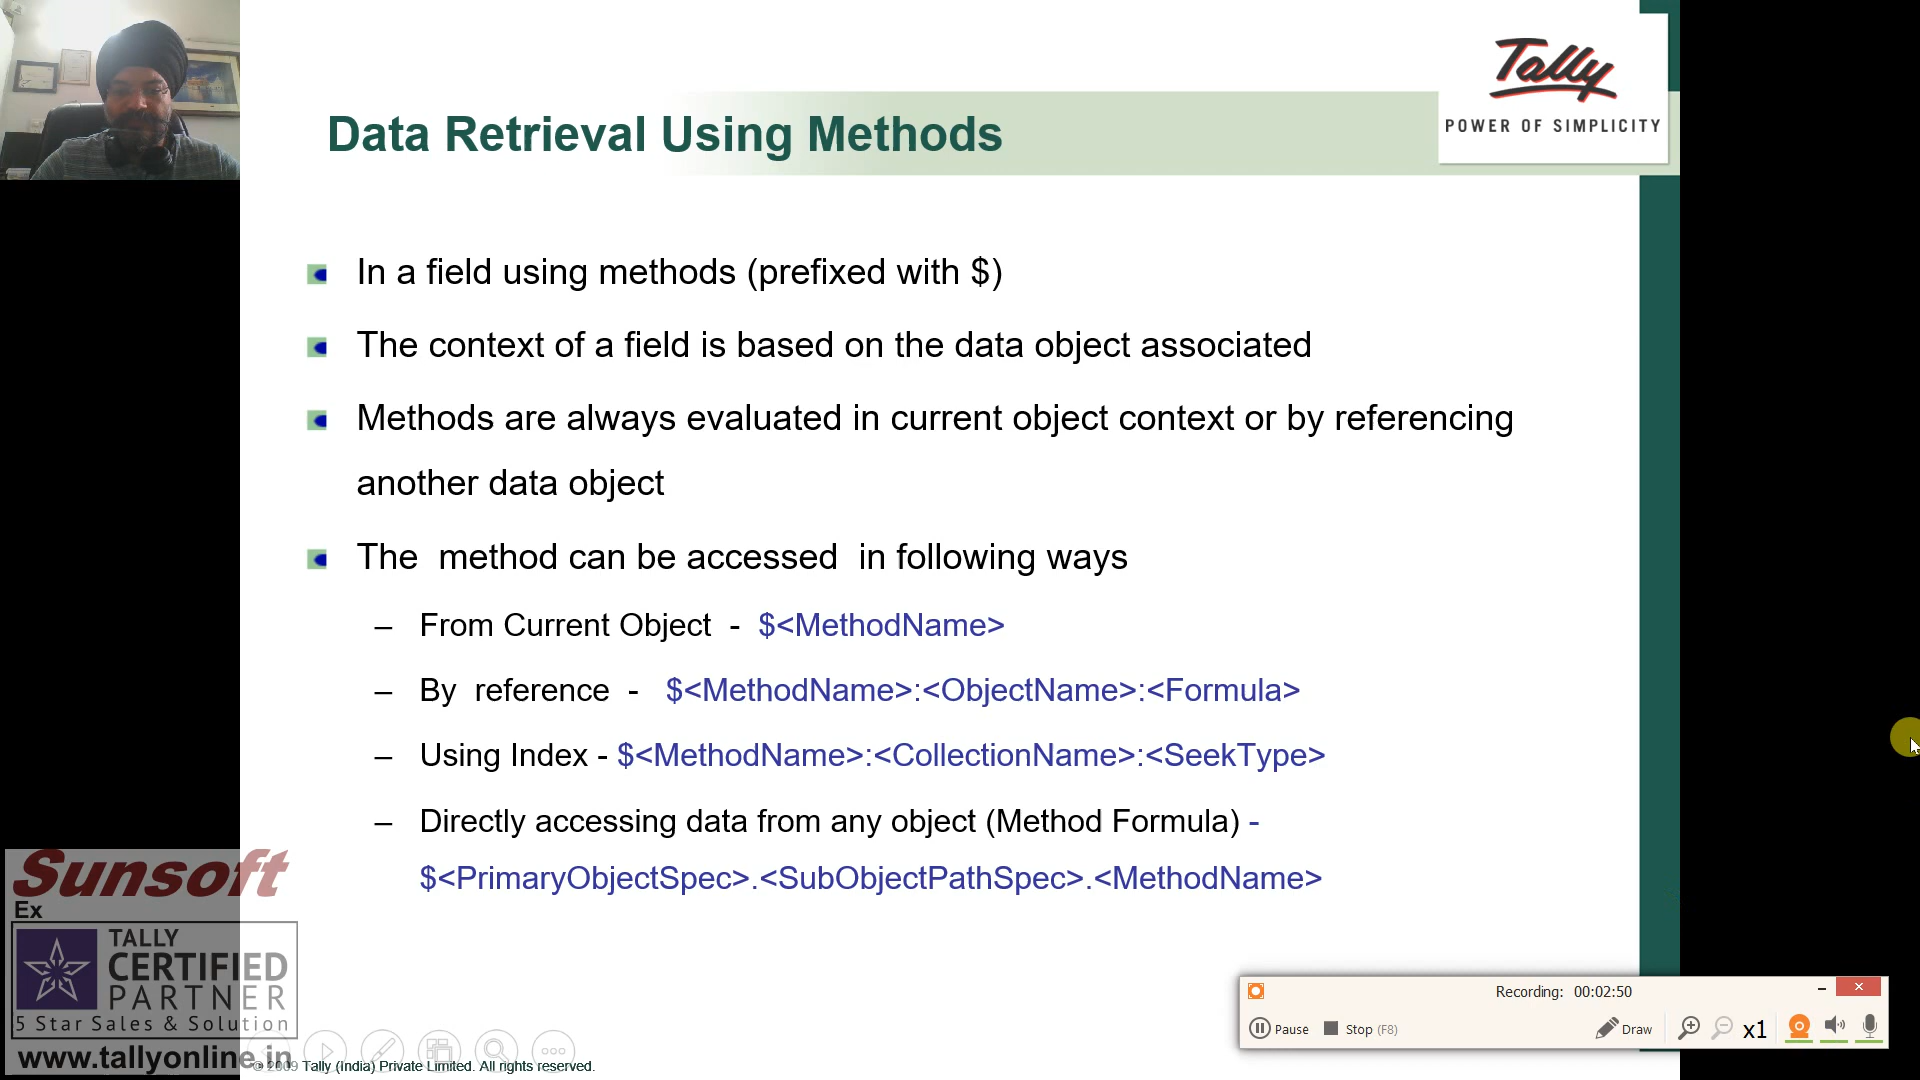 Tally
POWER OF SIMPLICITY
Data Retrieval Using Methods
In a field using methods (prefixed with $)
The context of a field is based on the data object associated
Methods are always evaluated in current object context or by referencing
another data object
The method can be accessed in following ways
– From Current Object - $<MethodName>
– By reference - $<MethodName>:<ObjectName>:<Formula>
– Using Index - $<MethodName>:<CollectionName>:<SeekType>
– Directly accessing data from any object (Method Formula) -
$<PrimaryObjectSpec>.<SubObjectPathSpec>.<MethodName>
Sunsoft
Ex
TALLY
CERTIFIED
PARTNER
5 Star Sales & Solution
www.tallyonline.in
© 2009 Tally (India) Private Limited. All rights reserved.
Recording: 00:02:50
Pause Stop (F8) Draw x1